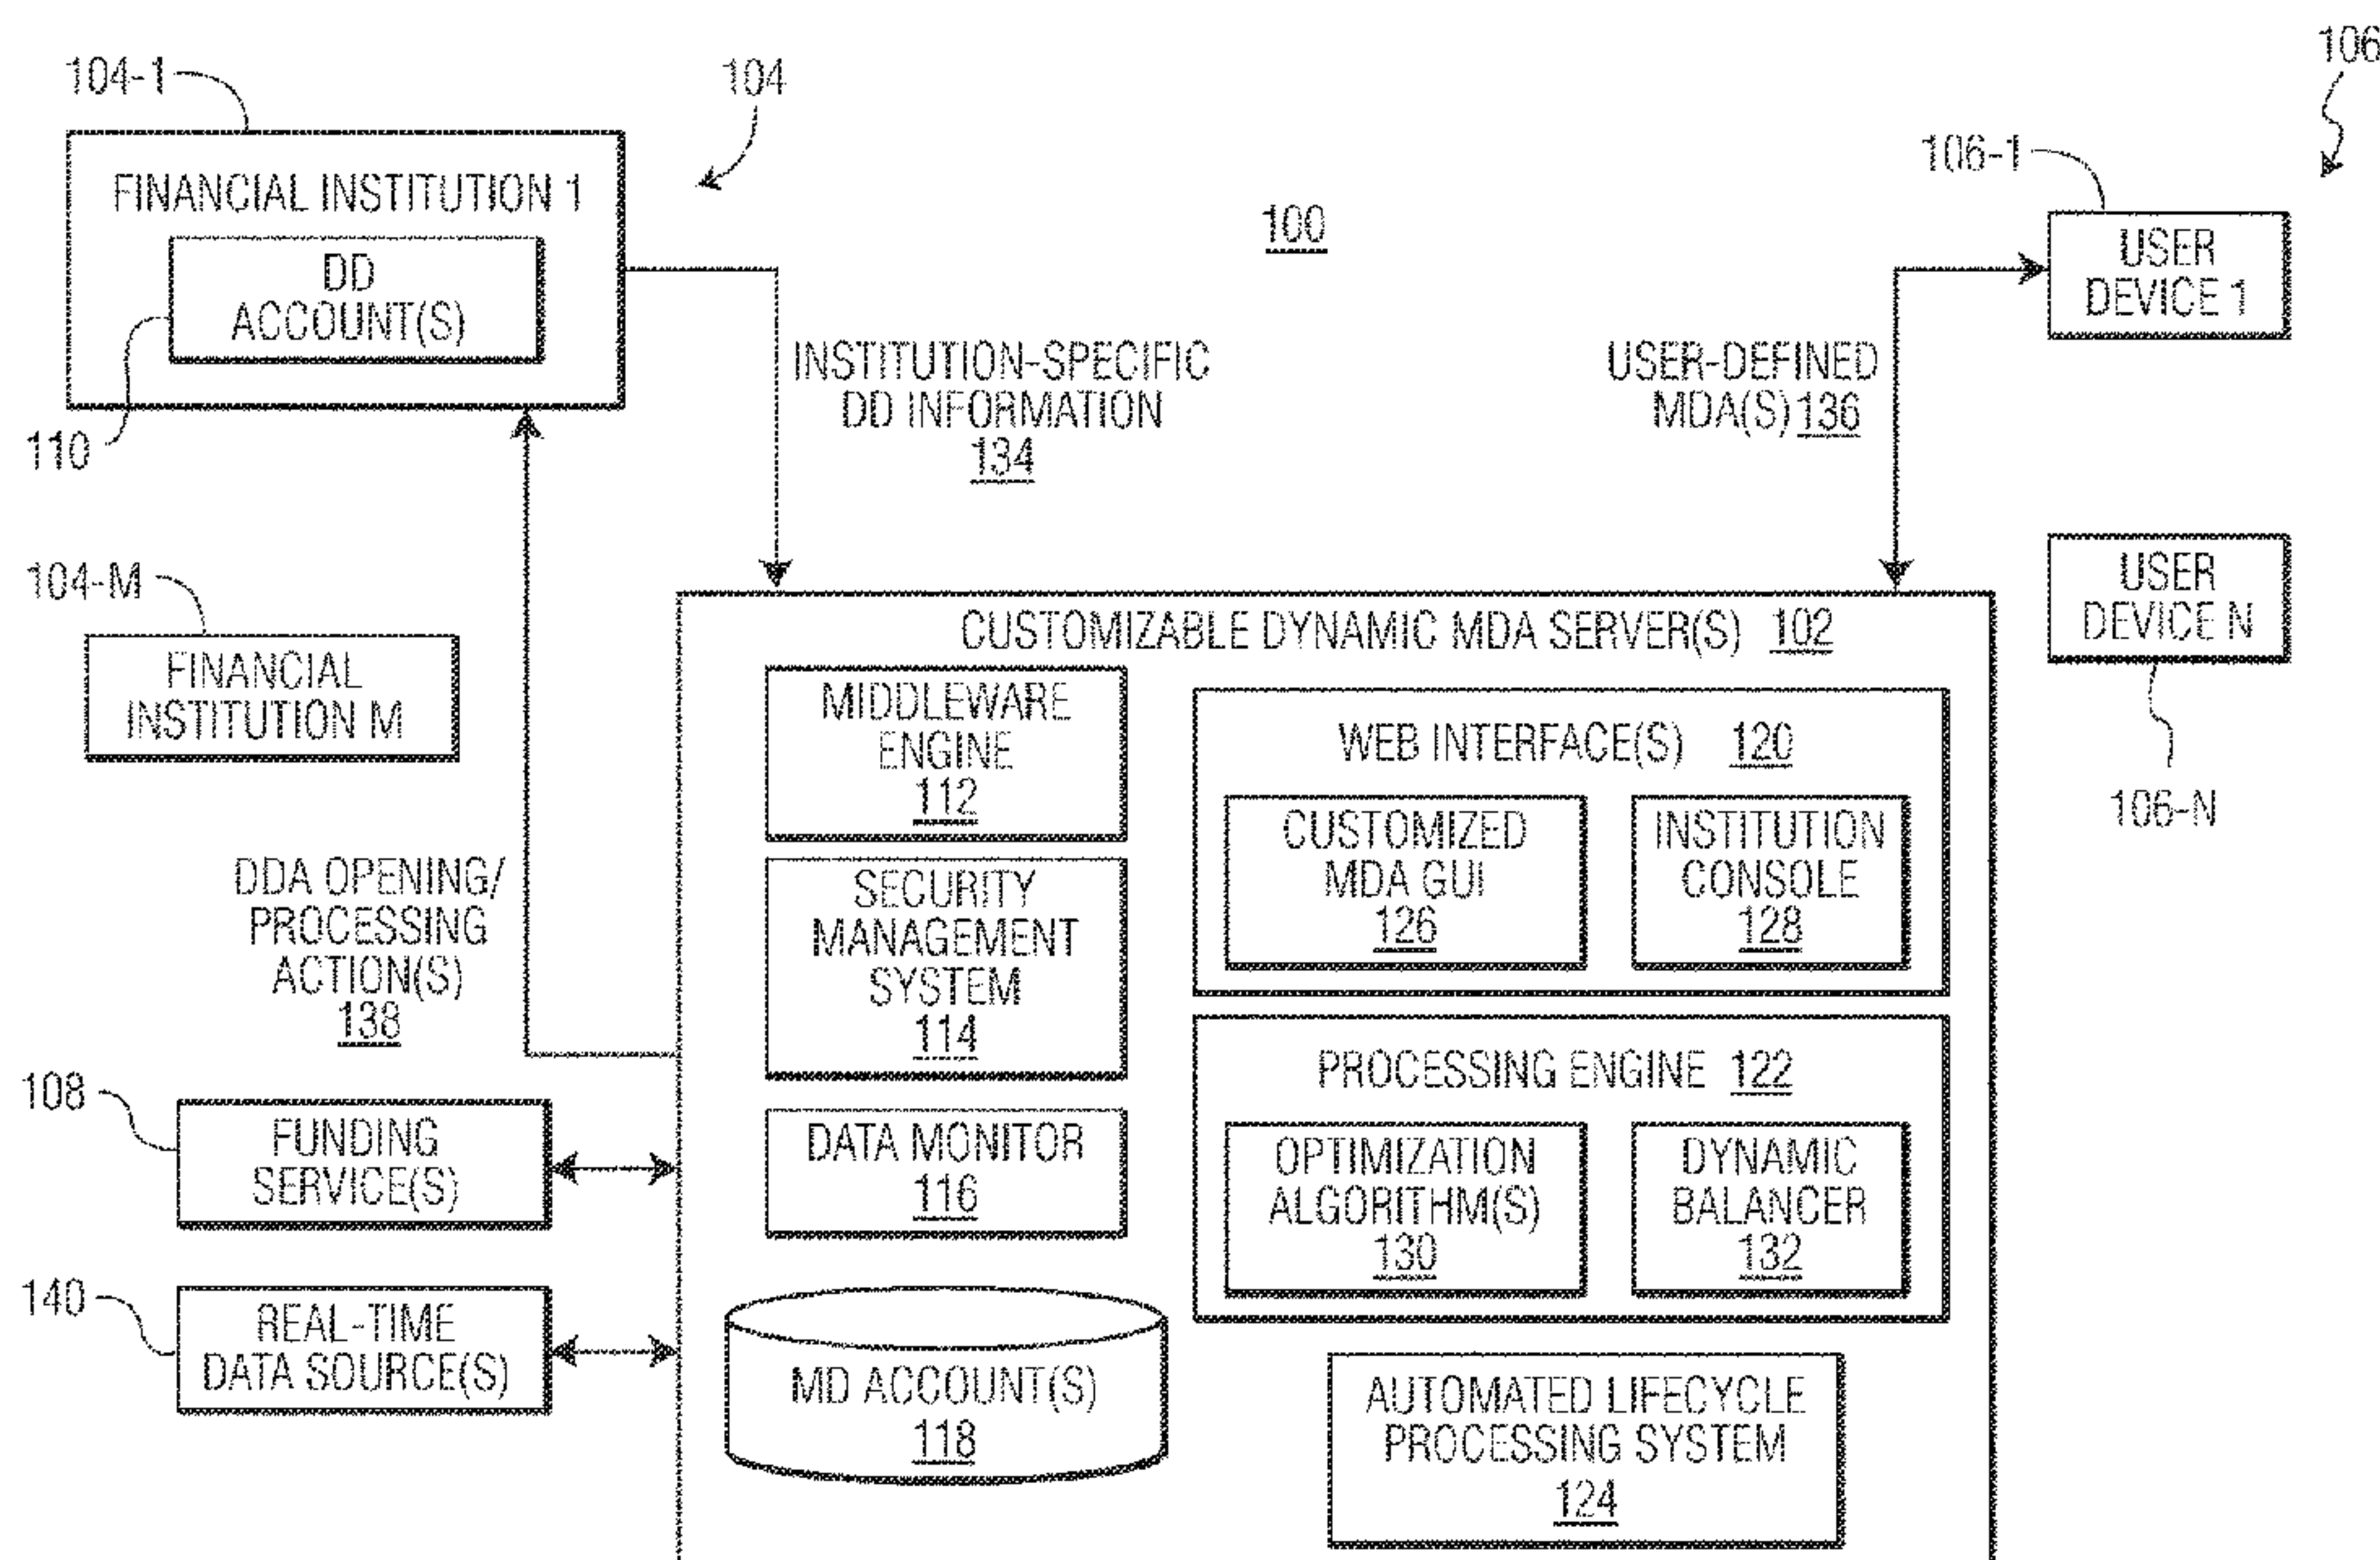 106
104-1
104
106-1
FINANCIAL INSTITUTION 1
DD
ACCOUNT(S)
110
100
USER
DEVICE 1
INSTITUTION-SPECIFIC
DD INFORMATION
134
USER-DEFINED
MDA(S) 136
104-M
FINANCIAL
INSTITUTION M
USER
DEVICE N
106-N
CUSTOMIZABLE DYNAMIC MDA SERVER(S) 102
MIDDLEWARE
ENGINE
112
WEB INTERFACE(S) 120
CUSTOMIZED
MDA GUI
126
INSTITUTION
CONSOLE
128
DDA OPENING/
PROCESSING
ACTION(S)
138
SECURITY
MANAGEMENT
SYSTEM
114
PROCESSING ENGINE 122
108
FUNDING
SERVICE(S)
DATA MONITOR
116
OPTIMIZATION
ALGORITHM(S)
130
DYNAMIC
BALANCER
132
140
REAL-TIME
DATA SOURCE(S)
MD ACCOUNT(S)
118
AUTOMATED LIFECYCLE
PROCESSING SYSTEM
124